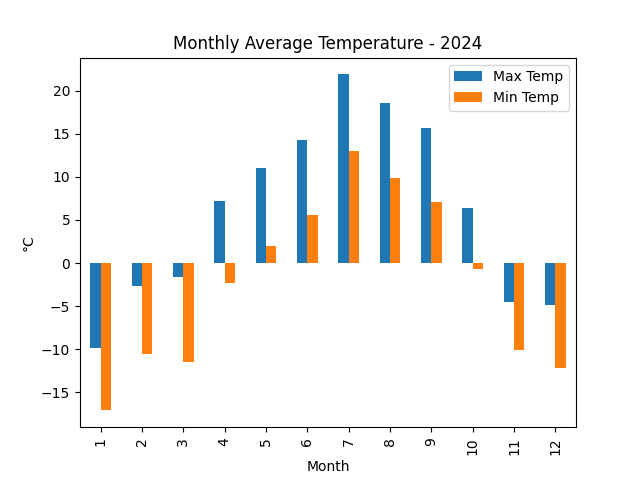 Monthly Average Temperature - 2024
Max Temp
Min Temp
20
15
10
5
0
−5
−10
−15
°C
1 2 3 4 5 6 7 8 9 10 11 12
Month